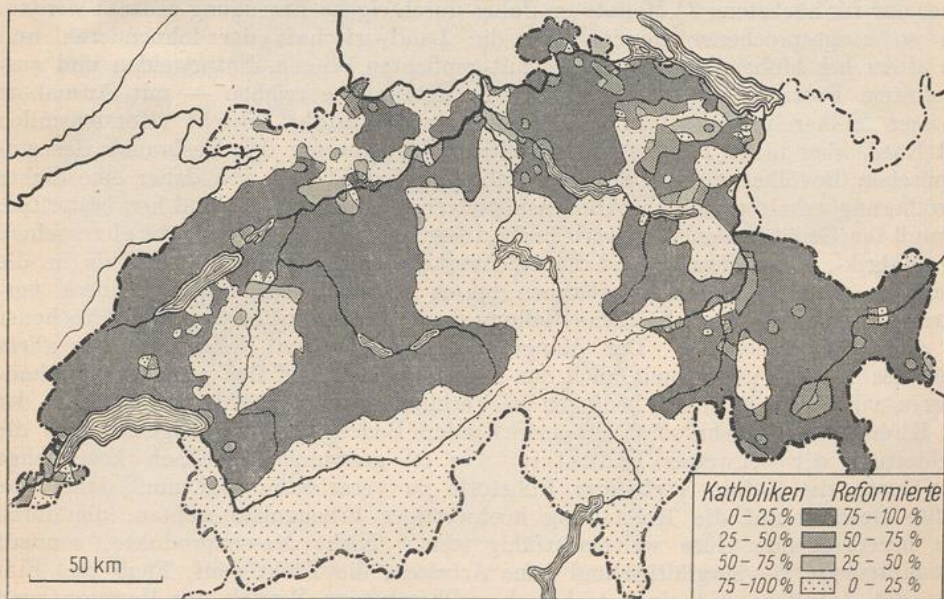 50 km
Katholiken Reformierte
0 – 25 % 75 – 100 %
25 – 50 % 50 – 75 %
50 – 75 % 25 – 50 %
75 – 100 % 0 – 25 %